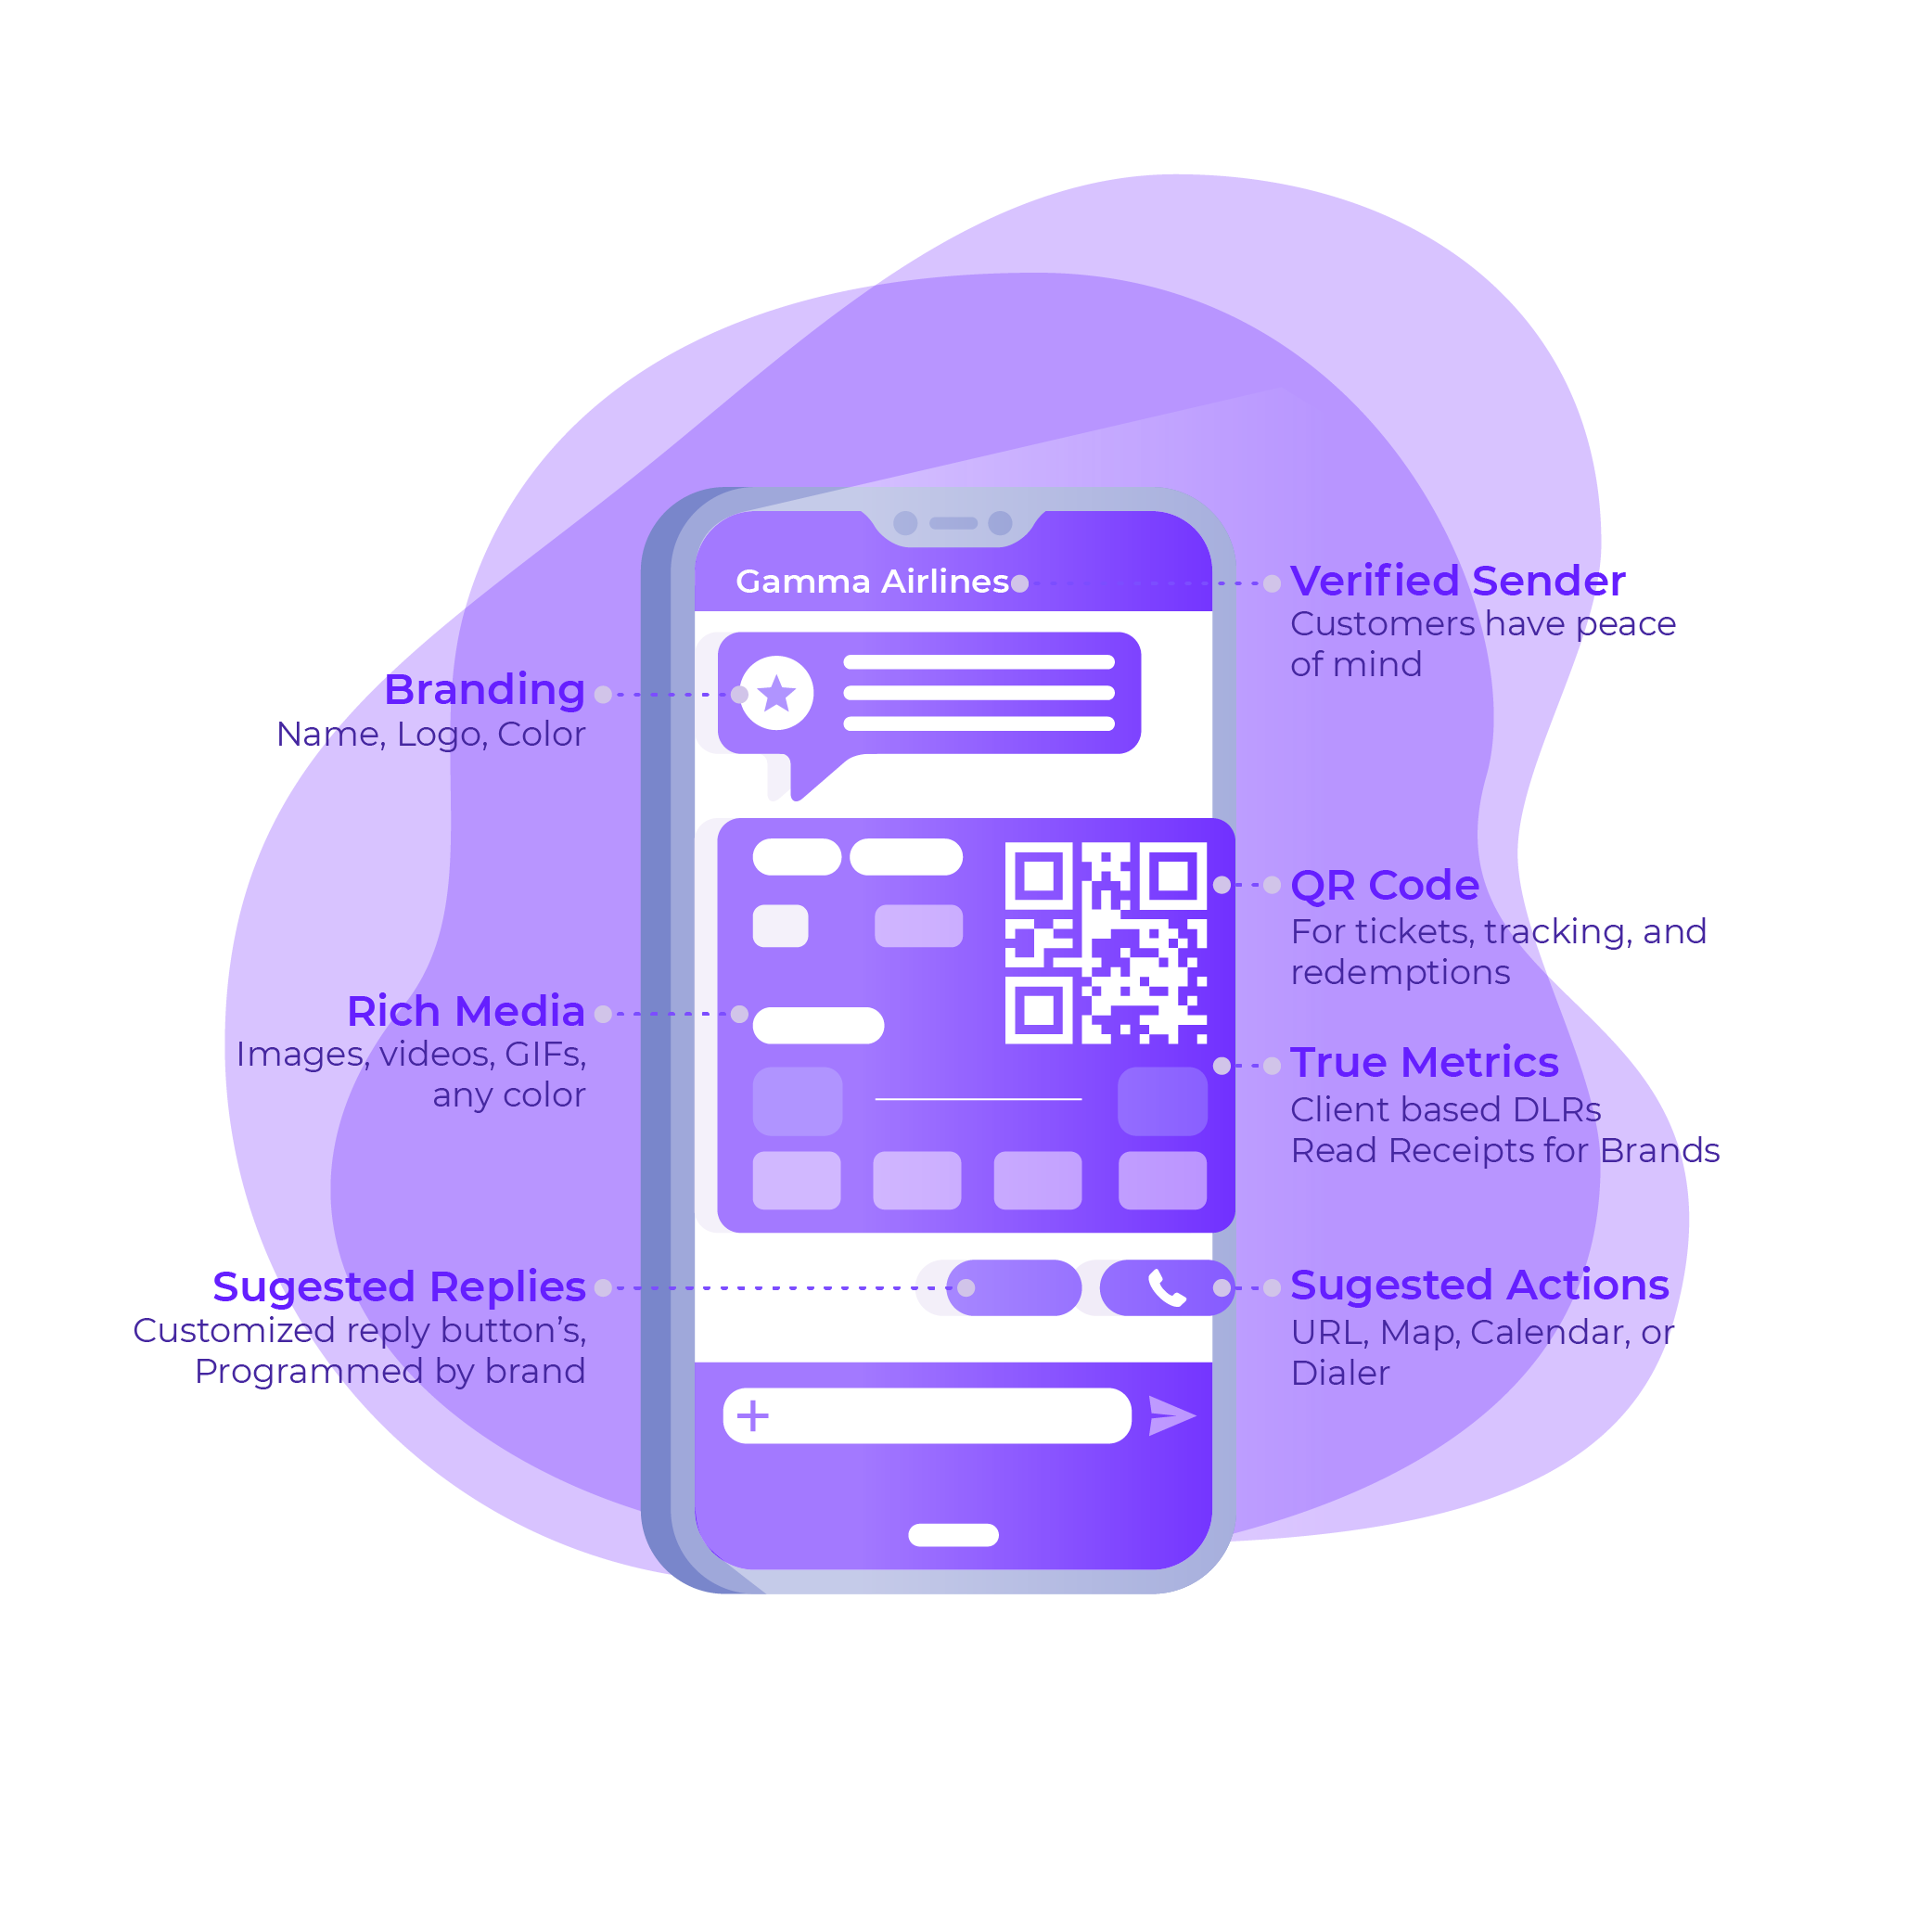 Gamma Airlines
Verified Sender
Customers have peace
of mind
Branding
Name, Logo, Color
QR Code
For tickets, tracking, and
redemptions
Rich Media
Images, videos, GIFs,
any color
True Metrics
Client based DLRs
Read Receipts for Brands
Sugested Replies
Customized reply button’s,
Programmed by brand
Sugested Actions
URL, Map, Calendar, or
Dialer